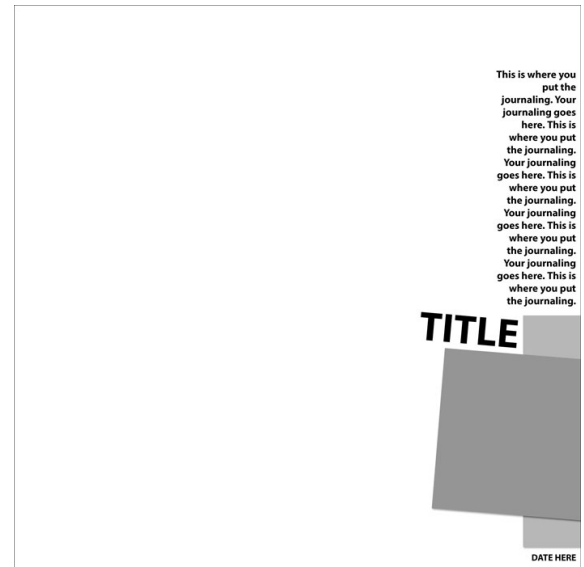 This is where you
put the
journaling. Your
journaling goes
here. This is
where you put
the journaling.
Your journaling
goes here. This is
where you put
the journaling.
Your journaling
goes here. This is
where you put
the journaling.
Your journaling
goes here. This is
where you put
the journaling.
TITLE
DATE HERE